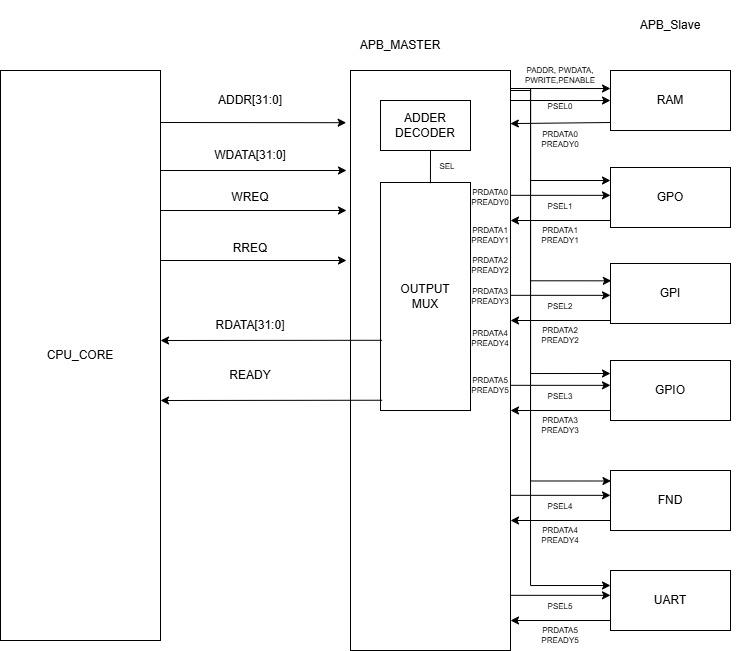 APB_Slave
APB_MASTER
CPU_CORE
ADDR[31:0]
WDATA[31:0]
WREQ
RREQ
RDATA[31:0]
READY
ADDER
DECODER
SEL
OUTPUT
MUX
PRDATA0
PREADY0
PRDATA1
PREADY1
PRDATA2
PREADY2
PRDATA3
PREADY3
PRDATA4
PREADY4
PRDATA5
PREADY5
PADDR, PWDATA,
PWRITE,PENABLE
PSEL0
PRDATA0
PREADY0
RAM
PSEL1
PRDATA1
PREADY1
GPO
PSEL2
PRDATA2
PREADY2
GPI
PSEL3
PRDATA3
PREADY3
GPIO
PSEL4
PRDATA4
PREADY4
FND
PSEL5
PRDATA5
PREADY5
UART